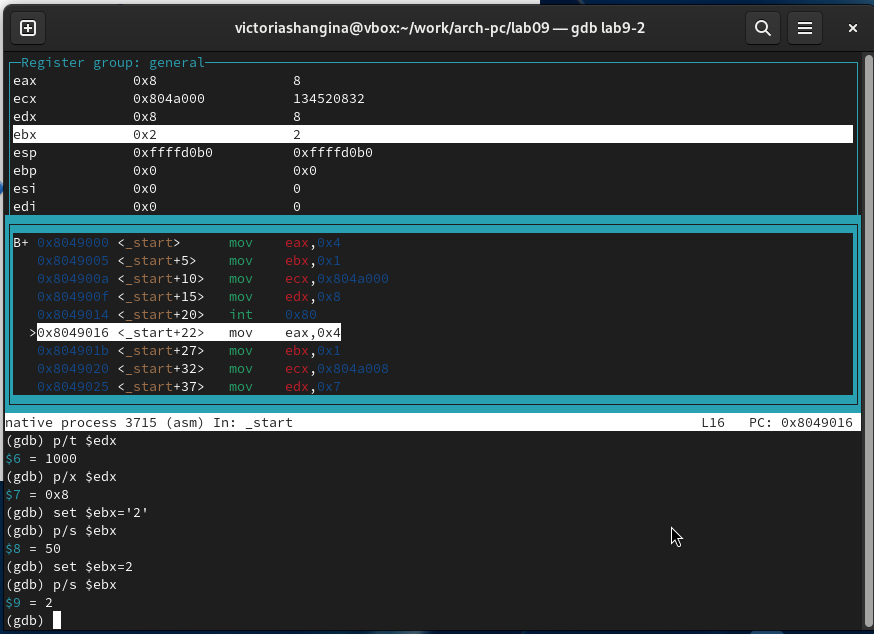 victoriashangina@vbox:~/work/arch-pc/lab09 — gdb lab9-2
Register group: general
eax 0x8 8
ecx 0x804a000 134520832
edx 0x8 8
ebx 0x2 2
esp 0xffffd0b0 0xffffd0b0
ebp 0x0 0x0
esi 0x0 0
edi 0x0 0
B+ 0x8049000 <_start> mov eax,0x4
0x8049005 <_start+5> mov ebx,0x1
0x804900a <_start+10> mov ecx,0x804a000
0x804900f <_start+15> mov edx,0x8
0x8049014 <_start+20> int 0x80
>0x8049016 <_start+22> mov eax,0x4
0x804901b <_start+27> mov ebx,0x1
0x8049020 <_start+32> mov ecx,0x804a008
0x8049025 <_start+37> mov edx,0x7
native process 3715 (asm) In: _start L16 PC: 0x8049016
(gdb) p/t $edx
$6 = 1000
(gdb) p/x $edx
$7 = 0x8
(gdb) set $ebx='2'
(gdb) p/s $ebx
$8 = 50
(gdb) set $ebx=2
(gdb) p/s $ebx
$9 = 2
(gdb)